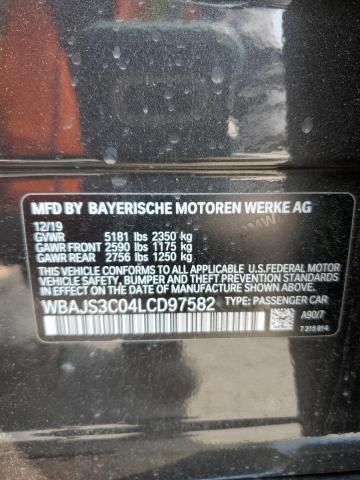 MFD BY BAYERISCHE MOTOREN WERKE AG
12/19
GVWR 5181 lbs 2350 kg
GAWR FRONT 2590 lbs 1175 kg
GAWR REAR 2756 lbs 1250 kg
THIS VEHICLE CONFORMS TO ALL APPLICABLE U.S.FEDERAL MOTOR
VEHICLE SAFETY, BUMPER AND THEFT PREVENTION STANDARDS
IN EFFECT ON THE DATE OF MANUFACTURE SHOWN ABOVE.
WBAJS3C04LCD97582 TYPE: PASSENGER CAR
A90/7
7 315 814